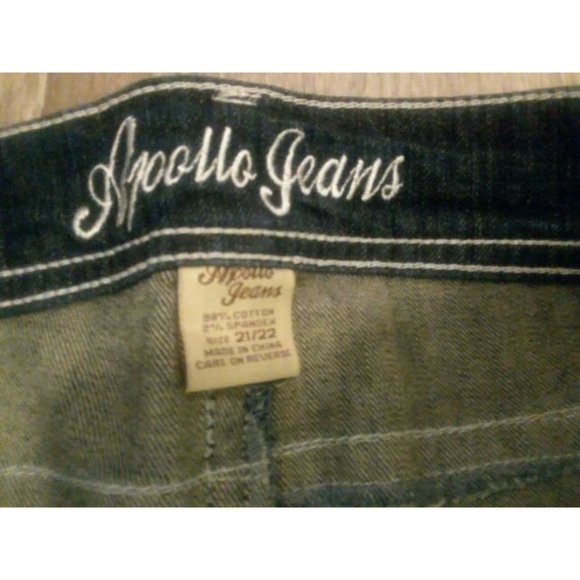 Apollo Jeans
Apollo
Jeans
98% COTTON
2% SPANDEX
SIZE 21/22
MADE IN CHINA
CARE ON REVERSE